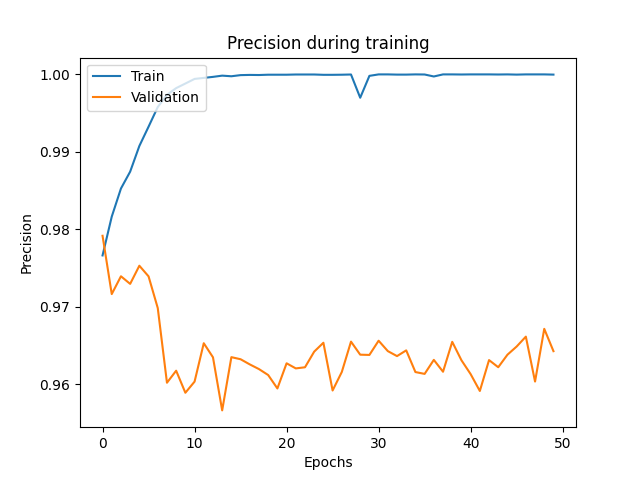 Precision during training
Train
Validation
1.00
0.99
0.98
0.97
0.96
Precision
0 10 20 30 40 50
Epochs